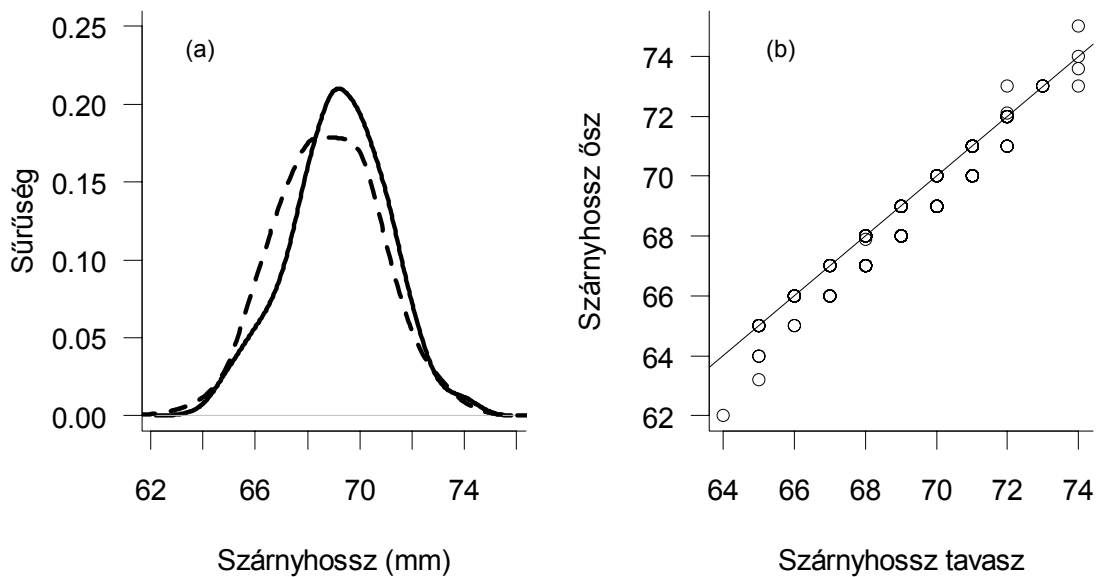 (a)
Sűrűség
0.25
0.20
0.15
0.10
0.05
0.00
62 66 70 74
Szárnyhossz (mm)
(b)
Szárnyhossz ősz
74
72
70
68
66
64
62
64 66 68 70 72 74
Szárnyhossz tavasz